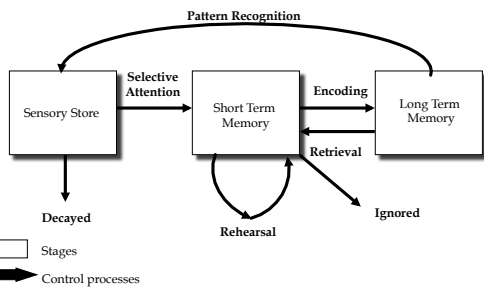 Pattern Recognition
Selective
Attention
Encoding
Sensory Store
Short Term
Memory
Long Term
Memory
Retrieval
Decayed
Ignored
Rehearsal
Stages
Control processes